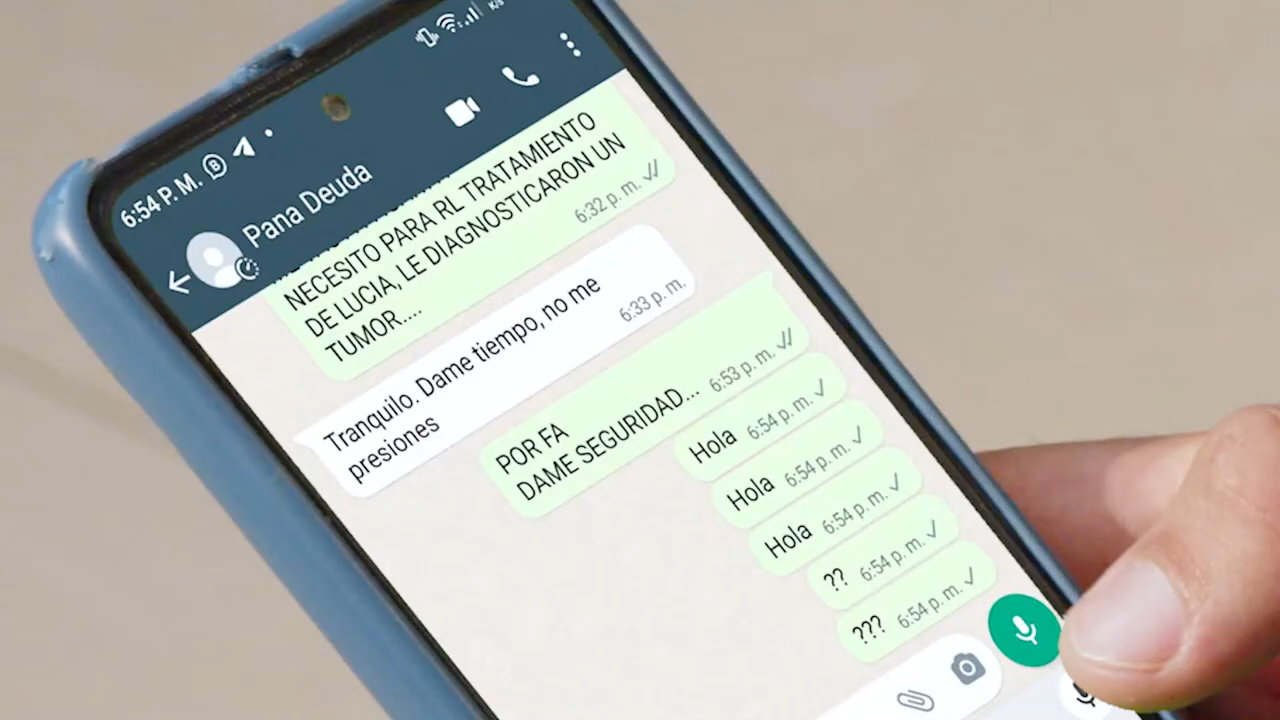 6:54 P. M.
Pana Deuda
NECESITO PARA RL TRATAMIENTO
DE LUCIA, LE DIAGNOSTICARON UN
TUMOR....
6:32 p. m.
Tranquilo. Dame tiempo, no me
presiones
6:33 p. m.
POR FA
DAME SEGURIDAD...
6:53 p. m.
Hola 6:54 p. m.
Hola 6:54 p. m.
Hola 6:54 p. m.
?? 6:54 p. m.
??? 6:54 p. m.